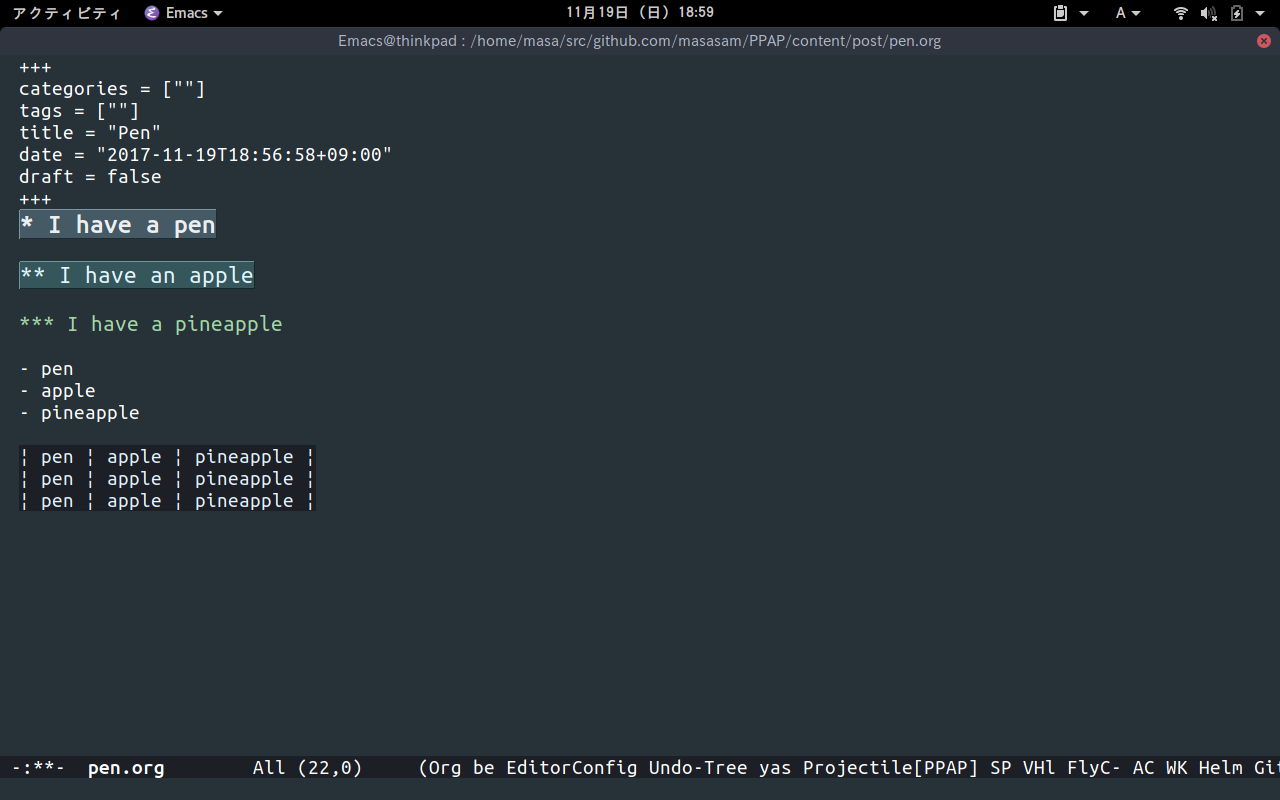 アクティビティ Emacs 11月19日 (日) 18:59 A
Emacs@thinkpad : /home/masa/src/github.com/masasam/PPAP/content/post/pen.org
+++
categories = [""]
tags = [""]
title = "Pen"
date = "2017-11-19T18:56:58+09:00"
draft = false
+++
* I have a pen
** I have an apple
*** I have a pineapple
- pen
- apple
- pineapple
¦ pen ¦ apple ¦ pineapple ¦
¦ pen ¦ apple ¦ pineapple ¦
¦ pen ¦ apple ¦ pineapple ¦
-:**- pen.org All (22,0) (Org be EditorConfig Undo-Tree yas Projectile[PPAP] SP VHl FlyC- AC WK Helm Git